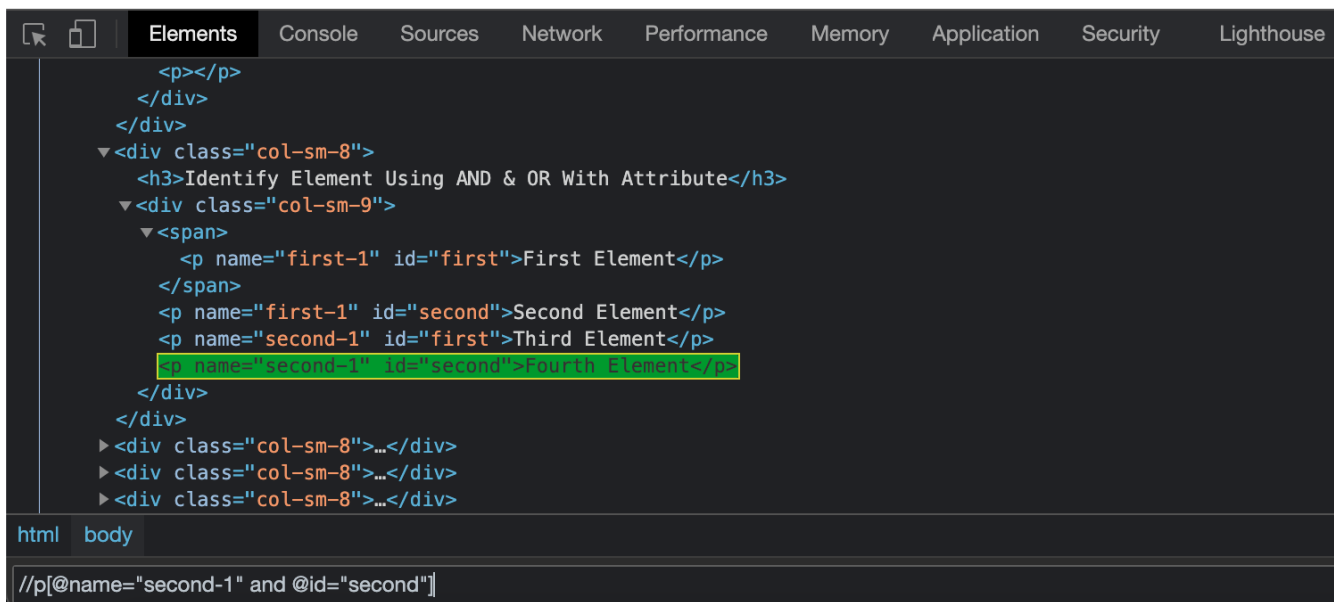 Elements Console Sources Network Performance Memory Application Security Lighthouse
<p></p>
</div>
</div>
<div class="col-sm-8">
<h3>Identify Element Using AND & OR With Attribute</h3>
<div class="col-sm-9">
<span>
<p name="first-1" id="first">First Element</p>
</span>
<p name="first-1" id="second">Second Element</p>
<p name="second-1" id="first">Third Element</p>
<p name="second-1" id="second">Fourth Element</p>
</div>
</div>
<div class="col-sm-8">…</div>
<div class="col-sm-8">…</div>
<div class="col-sm-8">…</div>
html body
//p[@name="second-1" and @id="second"]